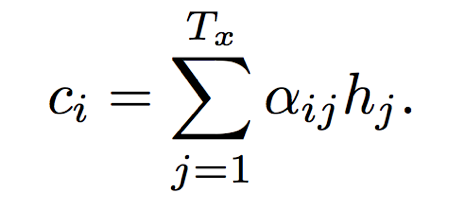 c_i = \sum_{j=1}^{T_x} \alpha_{ij} h_j.